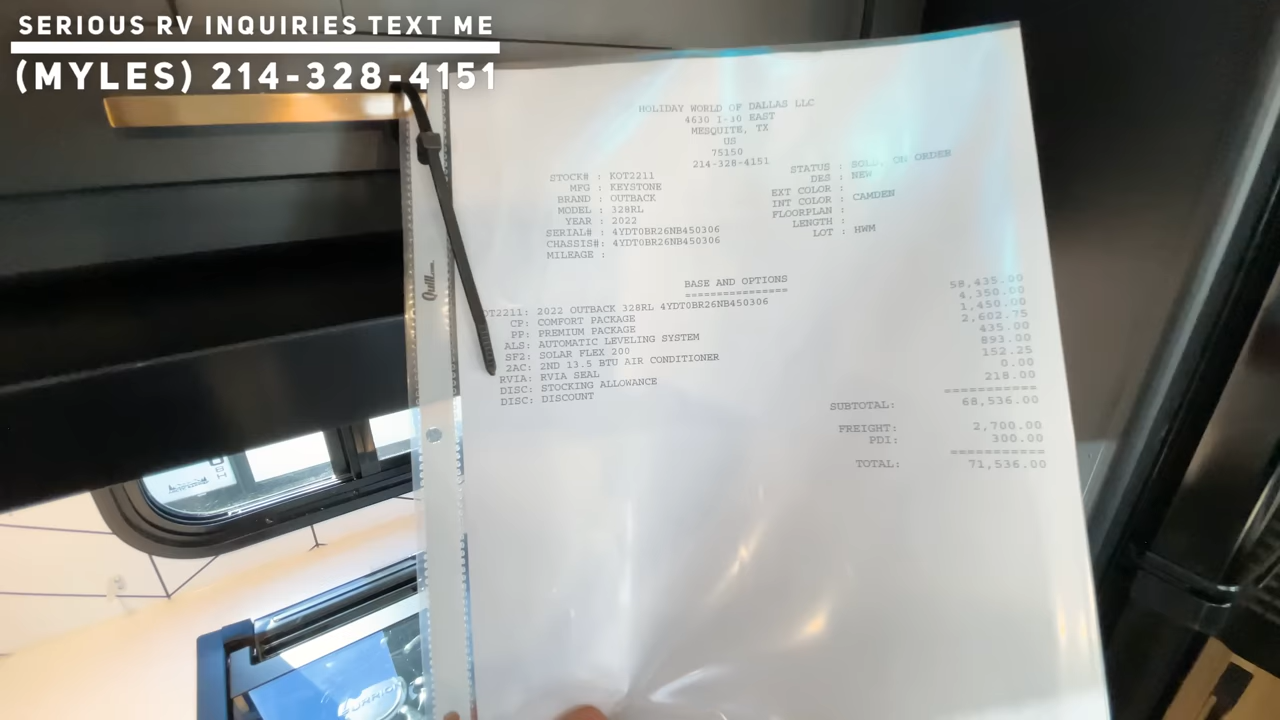 SERIOUS RV INQUIRIES TEXT ME
(MYLES) 214-328-4151
HOLIDAY WORLD OF DALLAS LLC
4630 I-30 EAST
MESQUITE, TX
US
75150
214-328-4151
STOCK# : KOT2211
MFG : KEYSTONE
BRAND : OUTBACK
MODEL : 328RL
YEAR : 2022
SERIAL# : 4YDT0BR26NB450306
CHASSIS#: 4YDT0BR26NB450306
MILEAGE :
STATUS : SOLD, ON ORDER
DES : NEW
EXT COLOR :
INT COLOR : CAMDEN
FLOORPLAN :
LENGTH :
LOT : HWM
BASE AND OPTIONS
================
OT2211: 2022 OUTBACK 328RL 4YDT0BR26NB450306 58,435.00
CP: COMFORT PACKAGE 4,350.00
PP: PREMIUM PACKAGE 1,450.00
ALS: AUTOMATIC LEVELING SYSTEM 2,602.75
SF2: SOLAR FLEX 200 435.00
2AC: 2ND 13.5 BTU AIR CONDITIONER 893.00
RVIA: RVIA SEAL 152.25
DISC: STOCKING ALLOWANCE 0.00
DISC: DISCOUNT 218.00
===========
SUBTOTAL: 68,536.00
FREIGHT: 2,700.00
PDI: 300.00
===========
TOTAL: 71,536.00
Quill